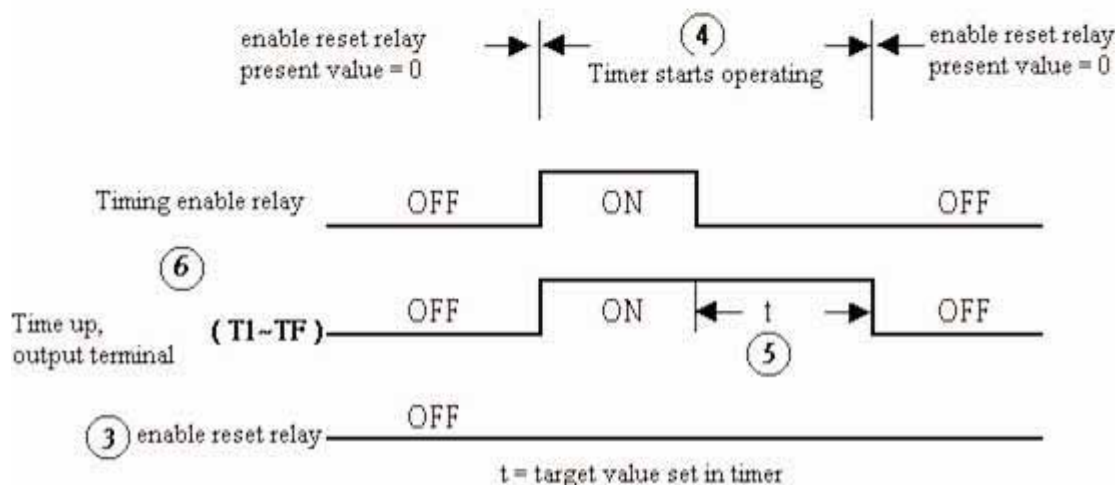 enable reset relay
present value = 0
4
Timer starts operating
enable reset relay
present value = 0
Timing enable relay
OFF
ON
OFF
6
Time up,
output terminal
( T1~TF )
OFF
ON
t
5
OFF
3
enable reset relay
OFF
t = target value set in timer